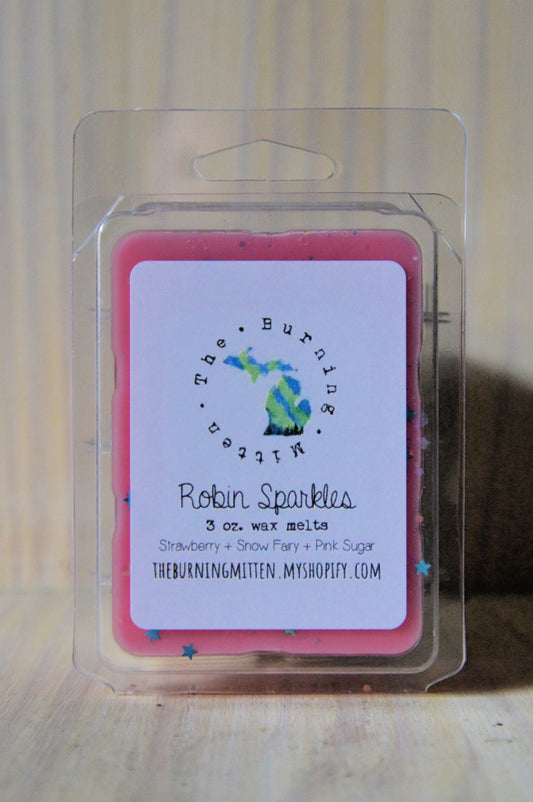 The • Burning • Mitten •
Robin Sparkles
3 oz. wax melts
Strawberry + Snow Fairy + Pink Sugar
THEBURNINGMITTEN.MYSHOPIFY.COM